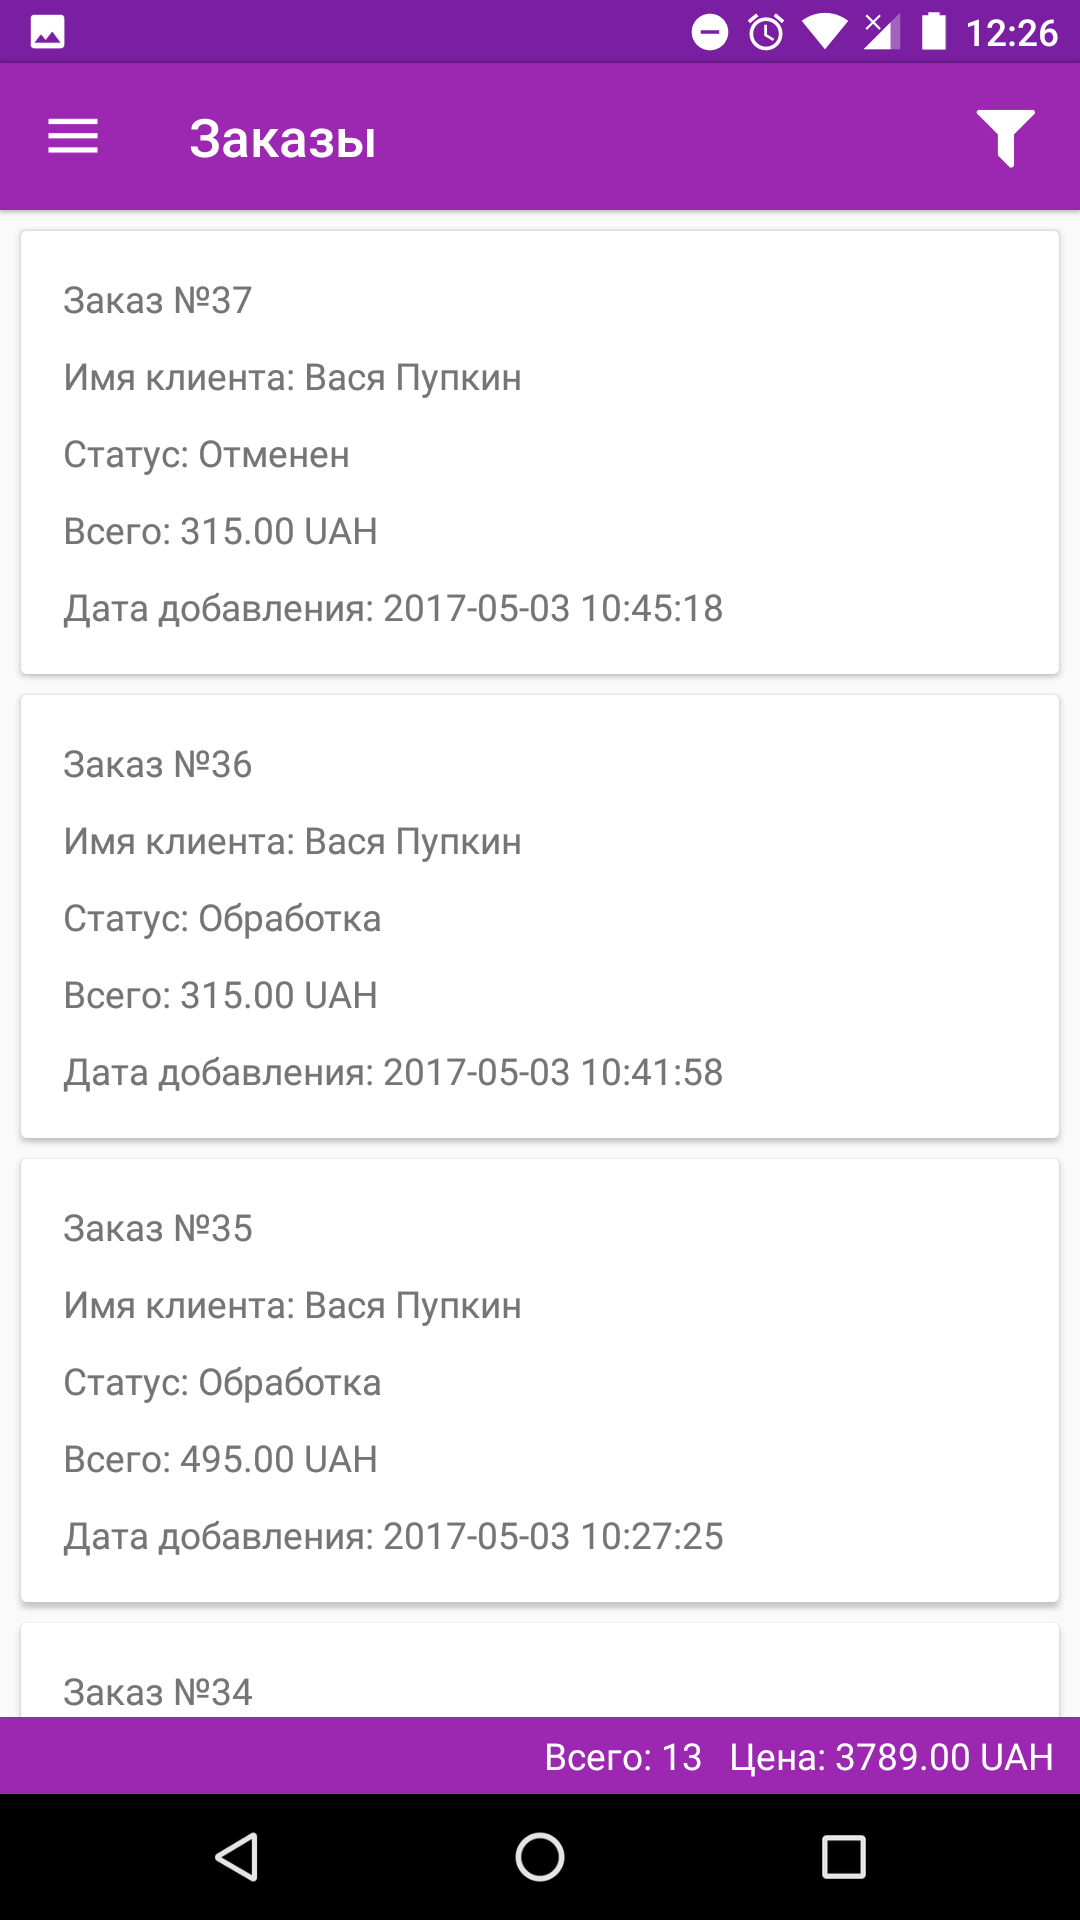 12:26
Заказы
Заказ №37
Имя клиента: Вася Пупкин
Статус: Отменен
Всего: 315.00 UAH
Дата добавления: 2017-05-03 10:45:18
Заказ №36
Имя клиента: Вася Пупкин
Статус: Обработка
Всего: 315.00 UAH
Дата добавления: 2017-05-03 10:41:58
Заказ №35
Имя клиента: Вася Пупкин
Статус: Обработка
Всего: 495.00 UAH
Дата добавления: 2017-05-03 10:27:25
Заказ №34
Всего: 13 Цена: 3789.00 UAH